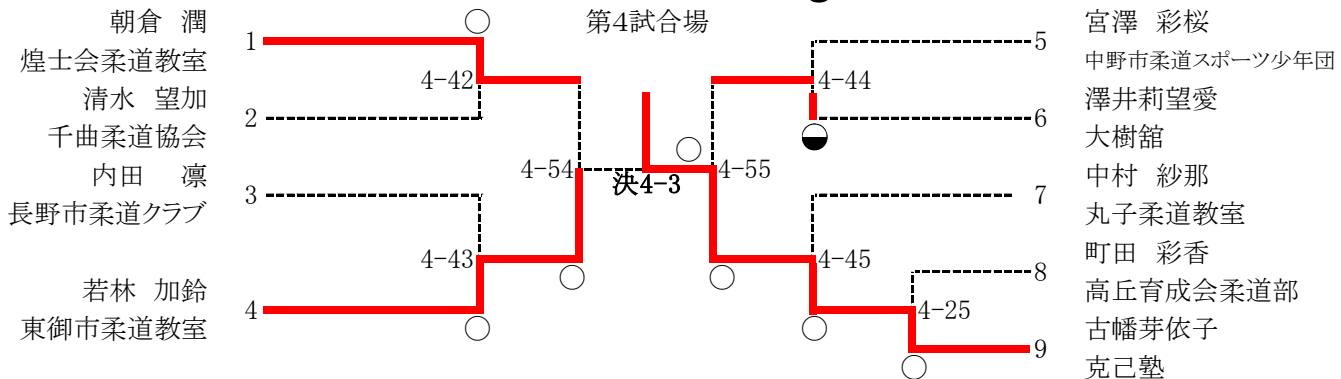 第4試合場
朝倉 潤
煌士会柔道教室
1
清水 望加
千曲柔道協会
2
内田 凛
長野市柔道クラブ
3
若林 加鈴
東御市柔道教室
4
4-42
4-43
4-54
決4-3
4-55
4-44
4-45
4-25
5
宮澤 彩桜
中野市柔道スポーツ少年団
6
澤井莉望愛
大樹舘
7
中村 紗那
丸子柔道教室
8
町田 彩香
高丘育成会柔道部
9
古幡芽依子
克己塾